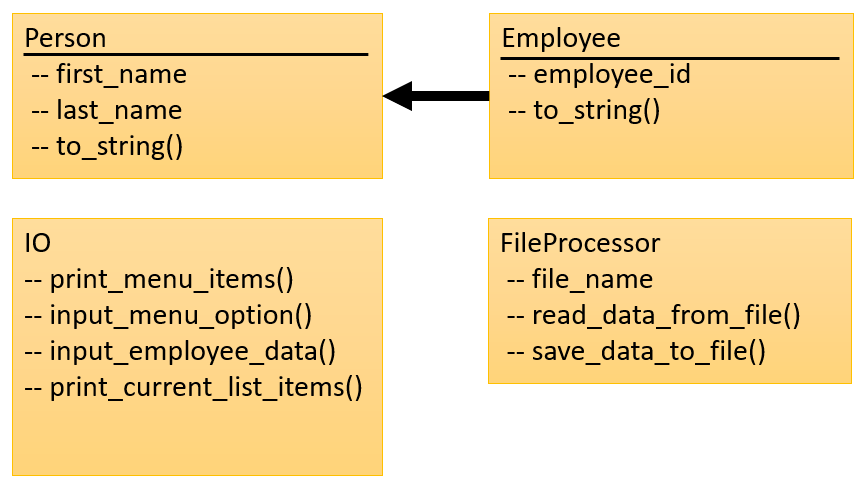 Person
-- first_name
-- last_name
-- to_string()
Employee
-- employee_id
-- to_string()
IO
-- print_menu_items()
-- input_menu_option()
-- input_employee_data()
-- print_current_list_items()
FileProcessor
-- file_name
-- read_data_from_file()
-- save_data_to_file()